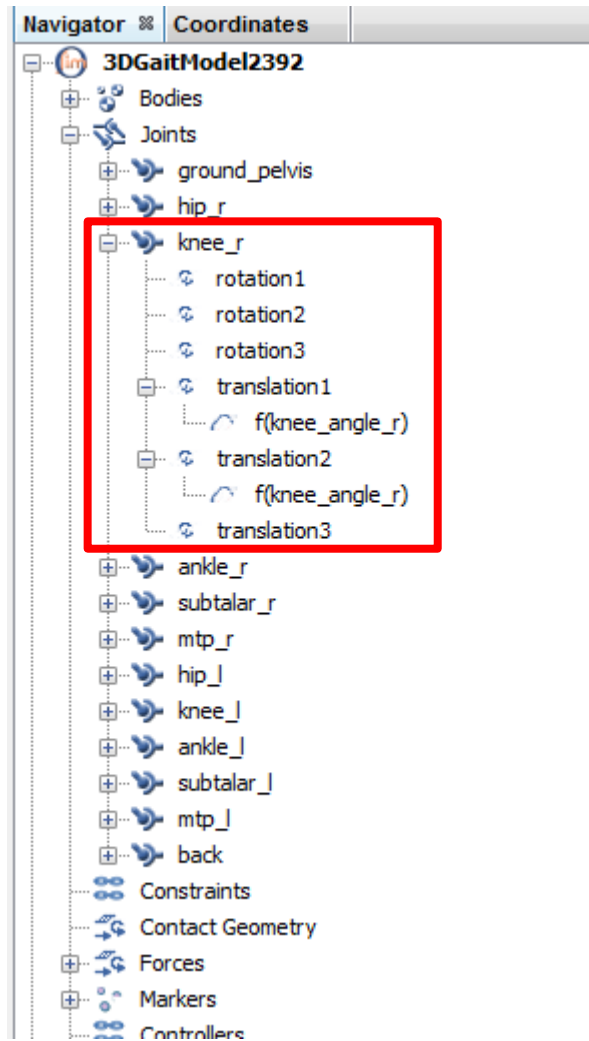 Navigator Coordinates
3DGaitModel2392
Bodies
Joints
ground_pelvis
hip_r
knee_r
rotation1
rotation2
rotation3
translation1
f(knee_angle_r)
translation2
f(knee_angle_r)
translation3
ankle_r
subtalar_r
mtp_r
hip_l
knee_l
ankle_l
subtalar_l
mtp_l
back
Constraints
Contact Geometry
Forces
Markers
Controllers